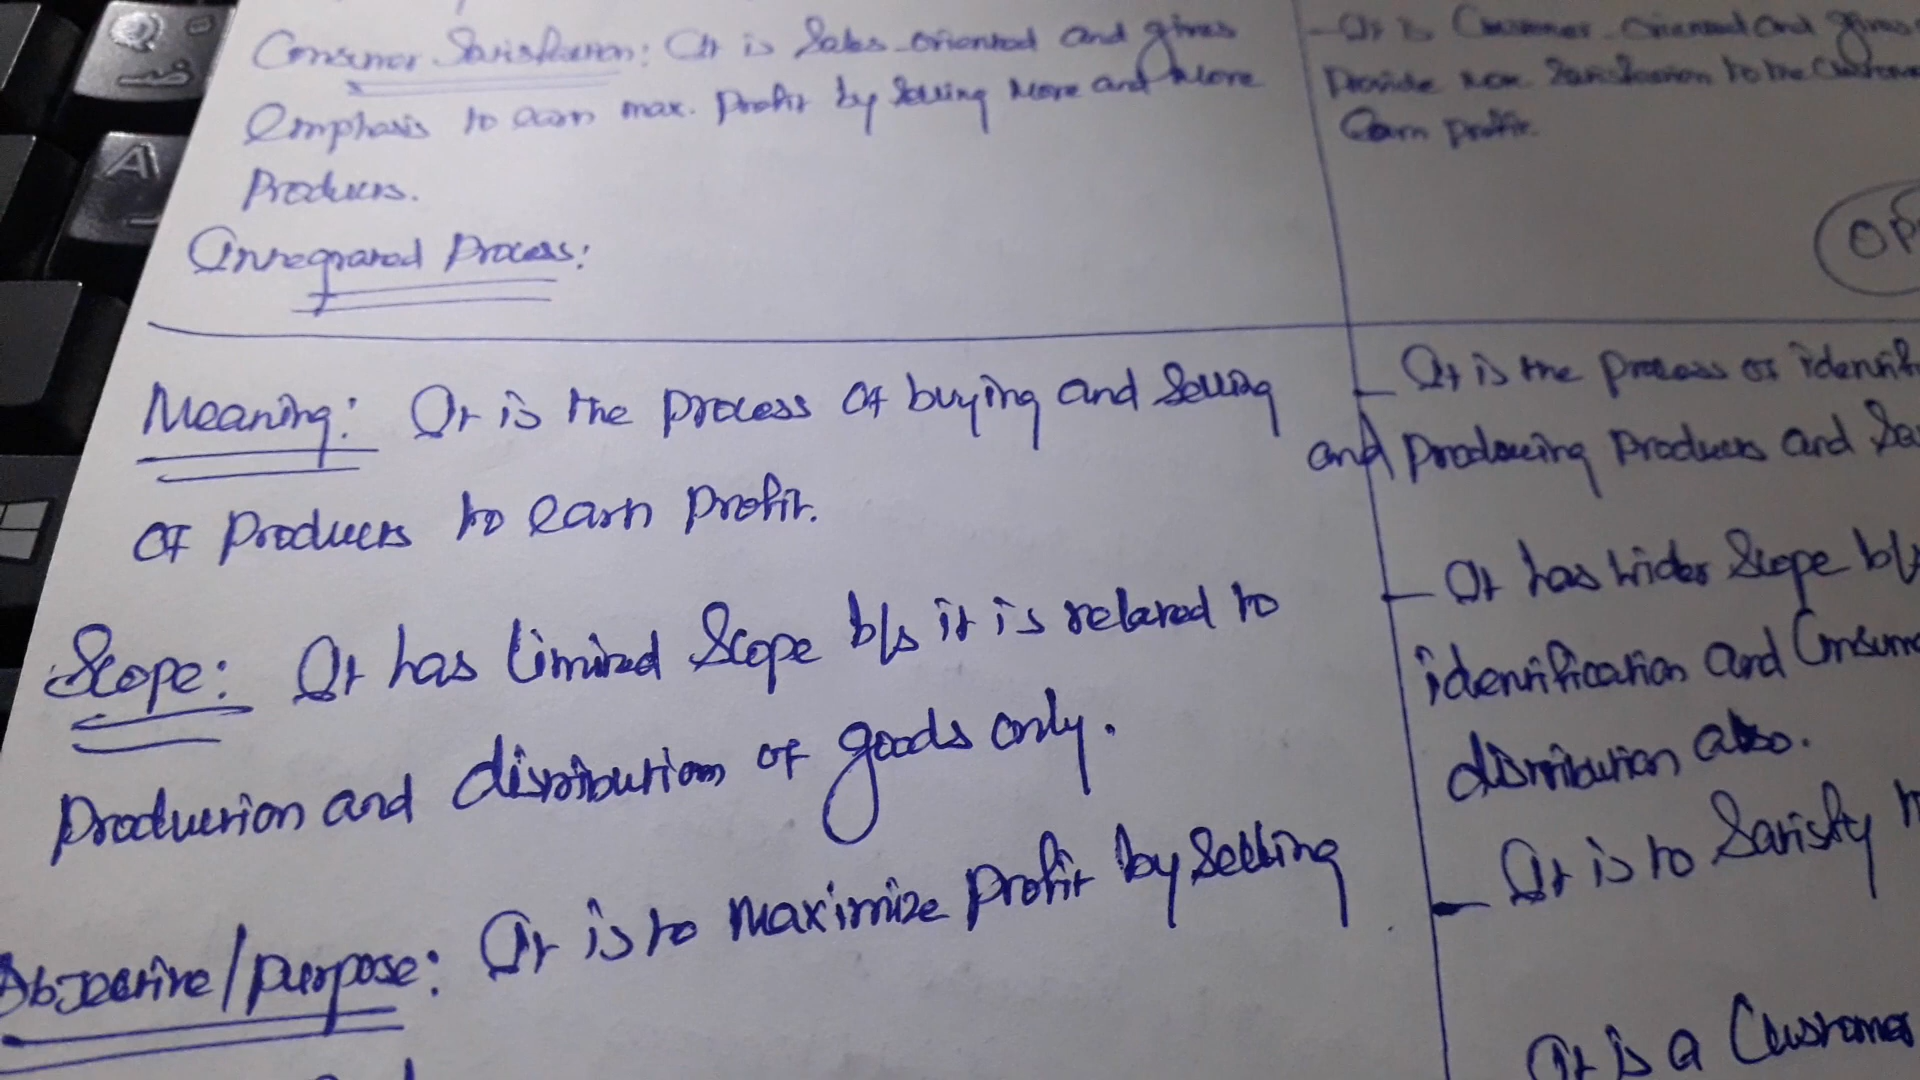 Consumer Satisfaction: It is Sales-oriented and gives
emphasis to earn max. Profit by Selling More and More
Products.
Integrated Process:
- It is Customer-oriented and gives
Provide max. Satisfaction to the Customer
Earn profit.
OP
Meaning: It is the process of buying and Selling
of Products to earn Profit.
Scope: It has Limited Scope b/s it is related to
Production and distribution of goods only.
Objective/purpose: It is to Maximize Profit by Selling
- It is the process of identif
and Producing Products and Se
- It has wider Scope b/s
identification and Consum
distribution also.
- It is to Satisfy
It is a Customer
A